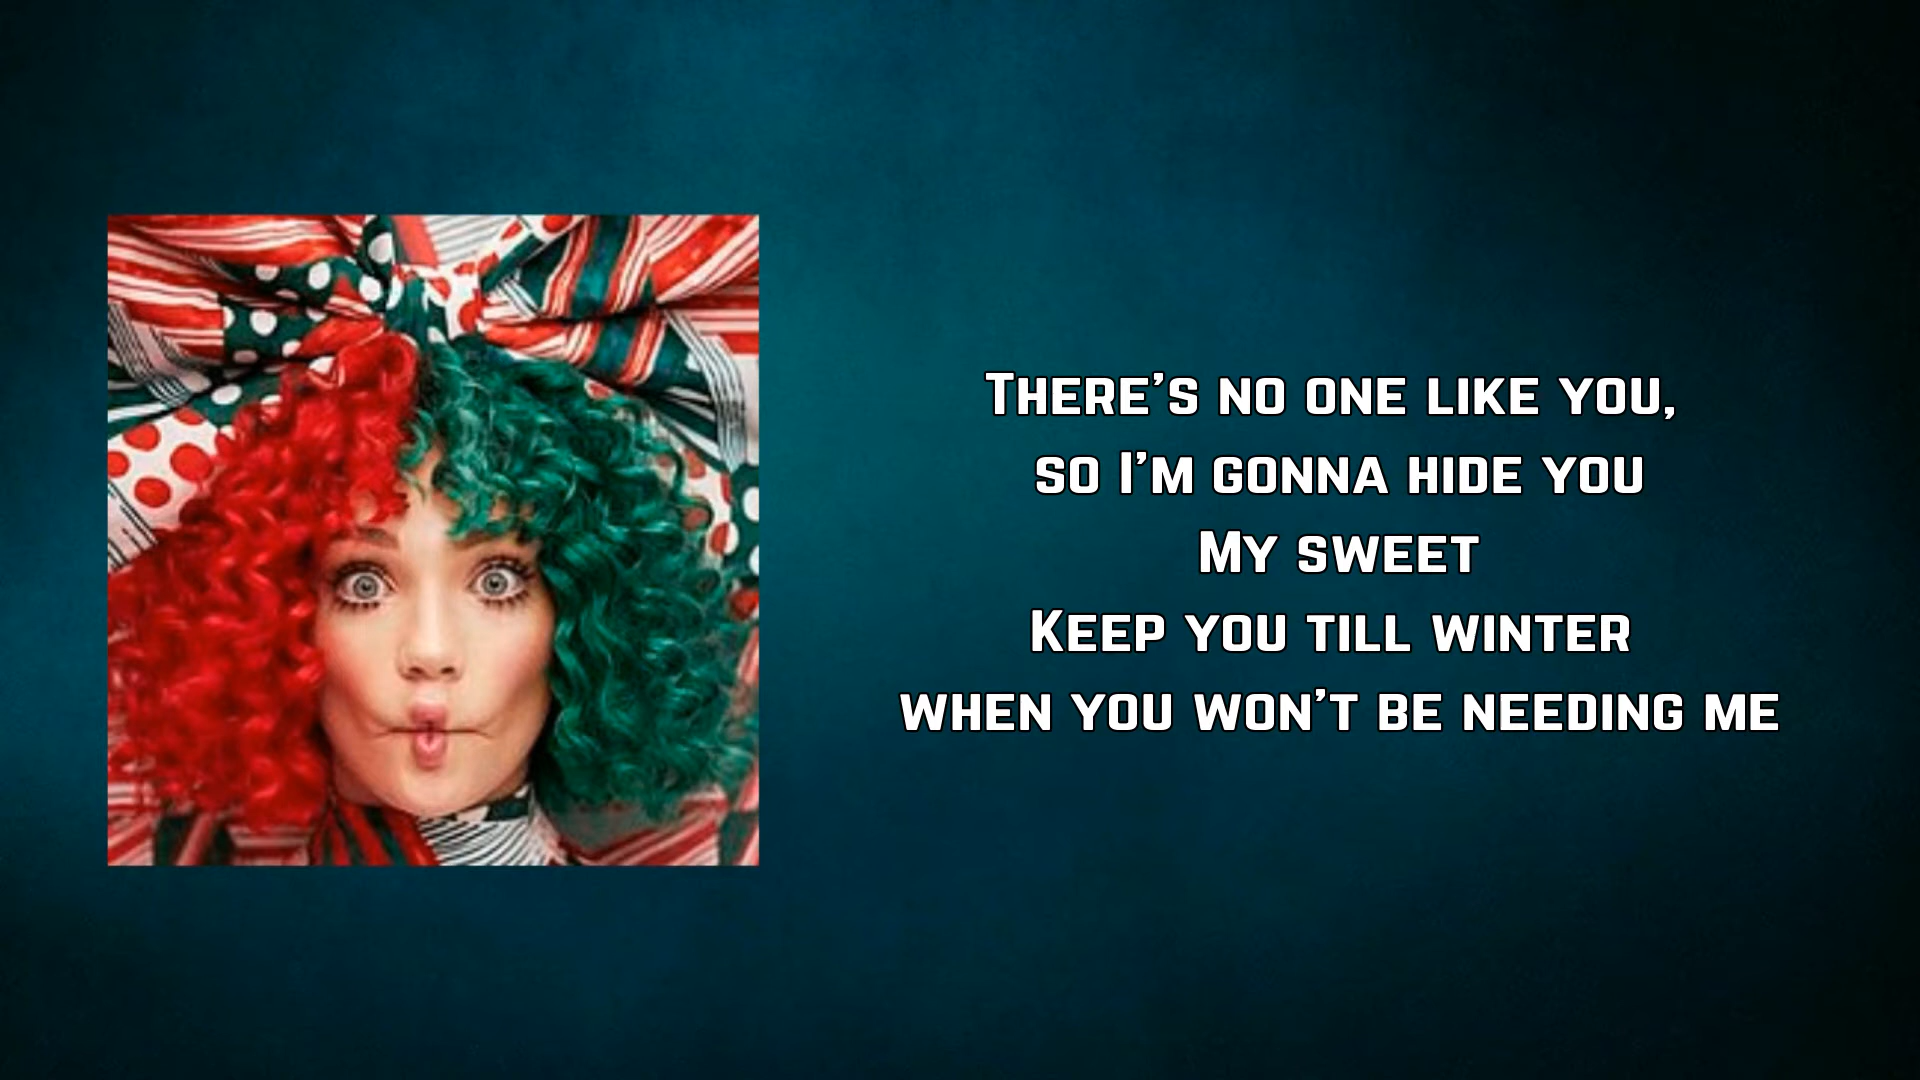 There's no one like you,
so I'm gonna hide you
My sweet
Keep you till winter
when you won't be needing me